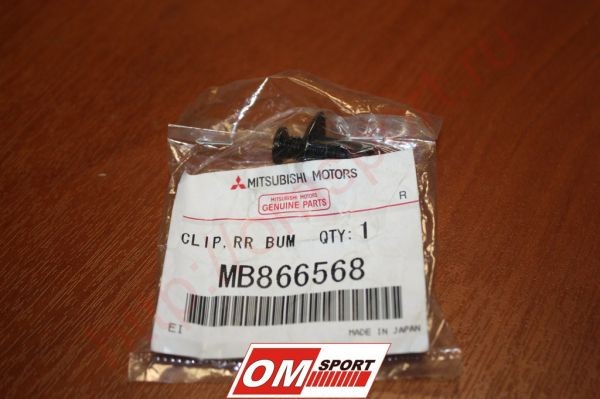 MITSUBISHI MOTORS
MITSUBISHI MOTORS
GENUINE PARTS
R
CLIP, RR BUM QTY: 1
MB866568
EI
MADE IN JAPAN
OM SPORT